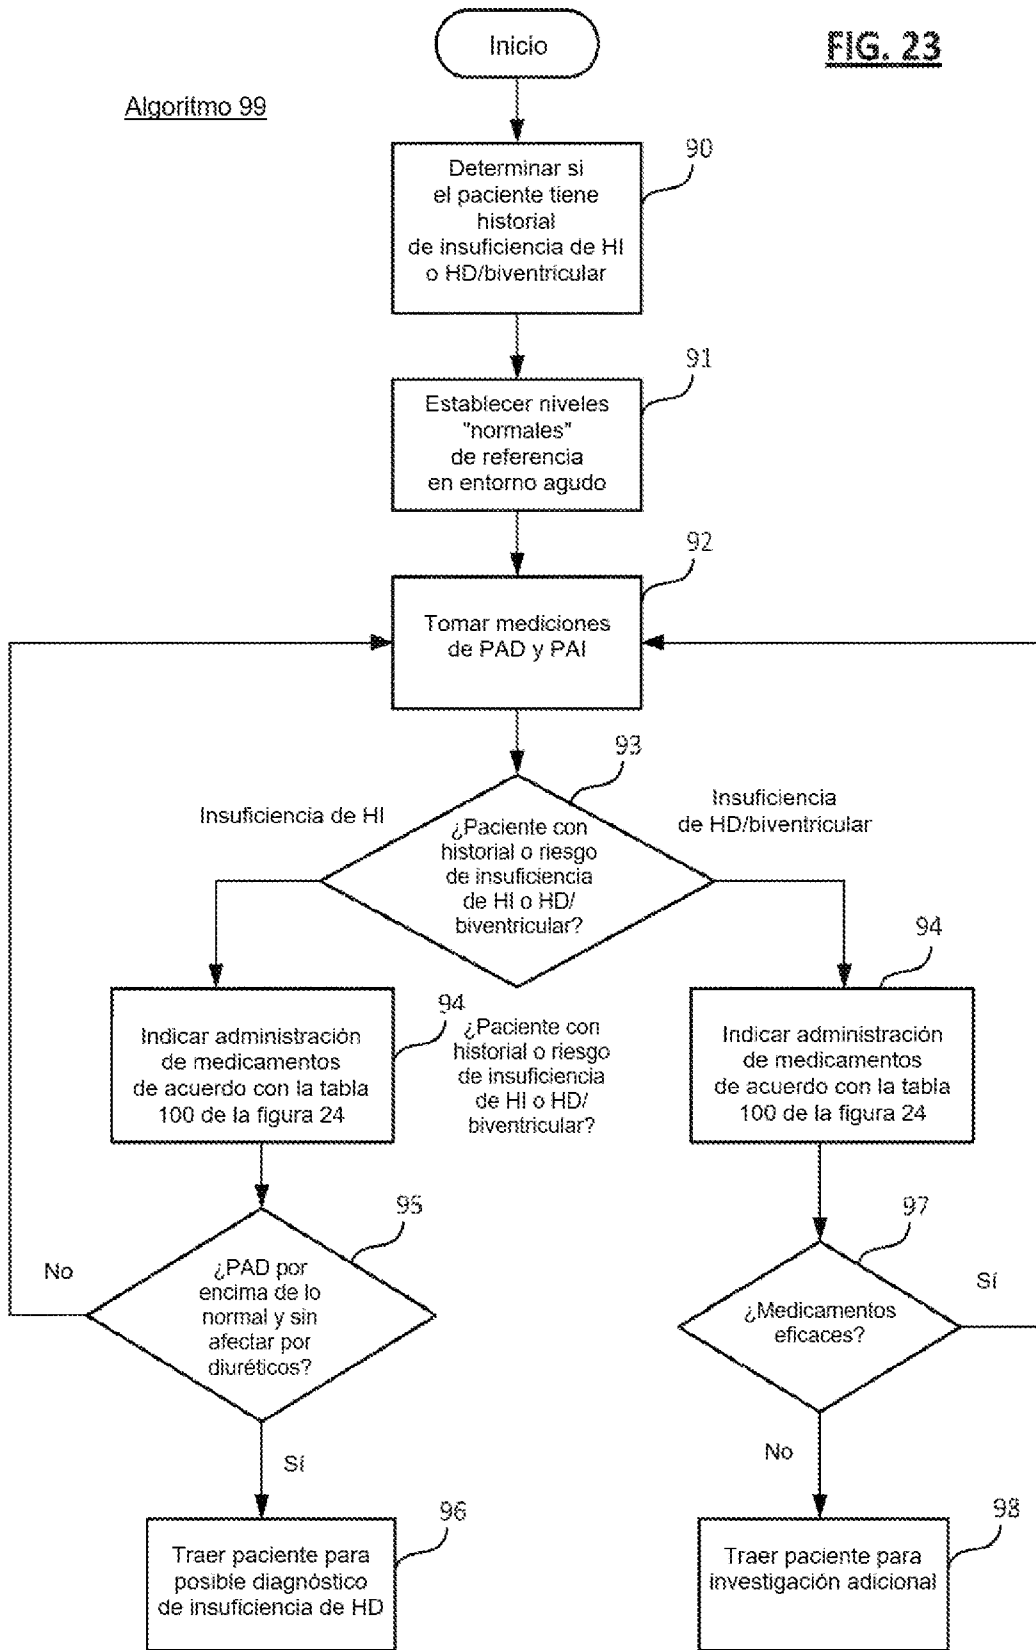 Inicio
FIG. 23
Algoritmo 99
90
Determinar si
el paciente tiene
historial
de insuficiencia de HI
o HD/biventricular
91
Establecer niveles
"normales"
de referencia
en entorno agudo
92
Tomar mediciones
de PAD y PAI
93
Insuficiencia de HI
Insuficiencia
de HD/biventricular
¿Paciente con
historial o riesgo
de insuficiencia
de HI o HD/
biventricular?
94
Indicar administración
de medicamentos
de acuerdo con la tabla
100 de la figura 24
¿Paciente con
historial o riesgo
de insuficiencia
de HI o HD/
biventricular?
94
Indicar administración
de medicamentos
de acuerdo con la tabla
100 de la figura 24
95
No
¿PAD por
encima de lo
normal y sin
afectar por
diuréticos?
Sí
97
Sí
¿Medicamentos
eficaces?
No
96
Traer paciente para
posible diagnóstico
de insuficiencia de HD
98
Traer paciente para
investigación adicional